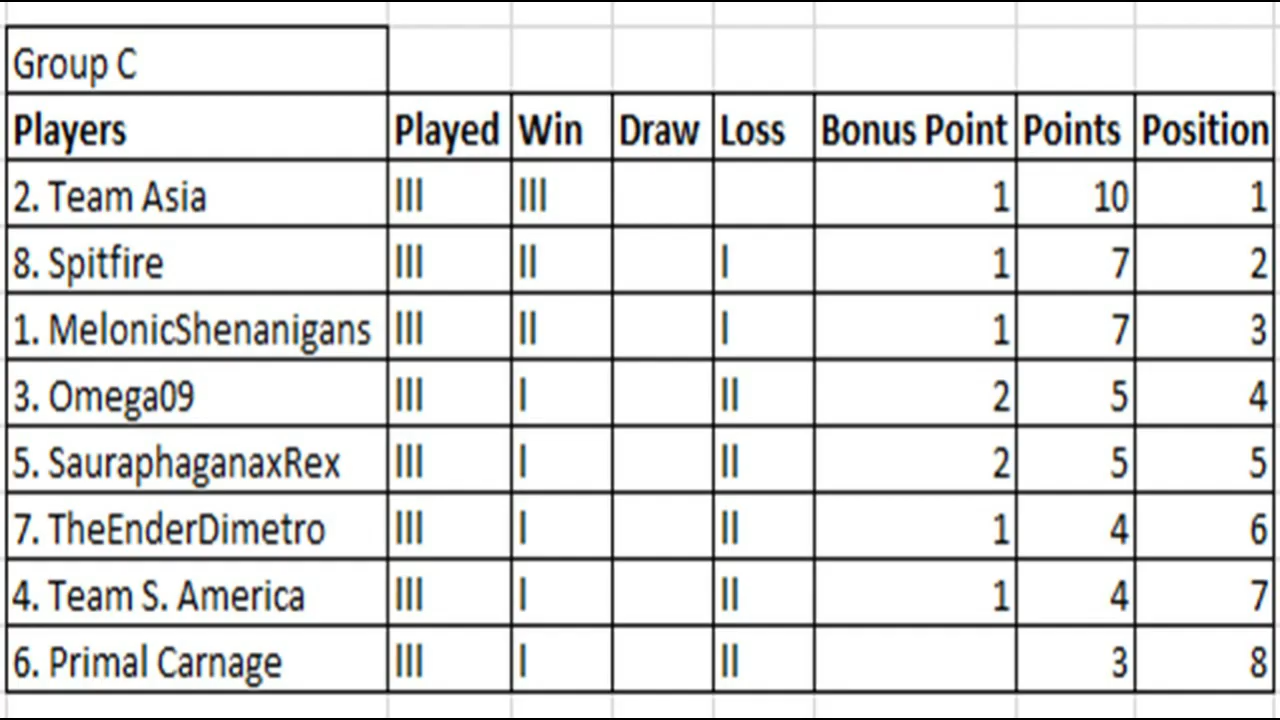 Group C
Players Played Win Draw Loss Bonus Point Points Position
2. Team Asia III III 1 10 1
8. Spitfire III II I 1 7 2
1. MelonicShenanigans III II I 1 7 3
3. Omega09 III I II 2 5 4
5. SauraphaganaxRex III I II 2 5 5
7. TheEnderDimetro III I II 1 4 6
4. Team S. America III I II 1 4 7
6. Primal Carnage III I II 3 8